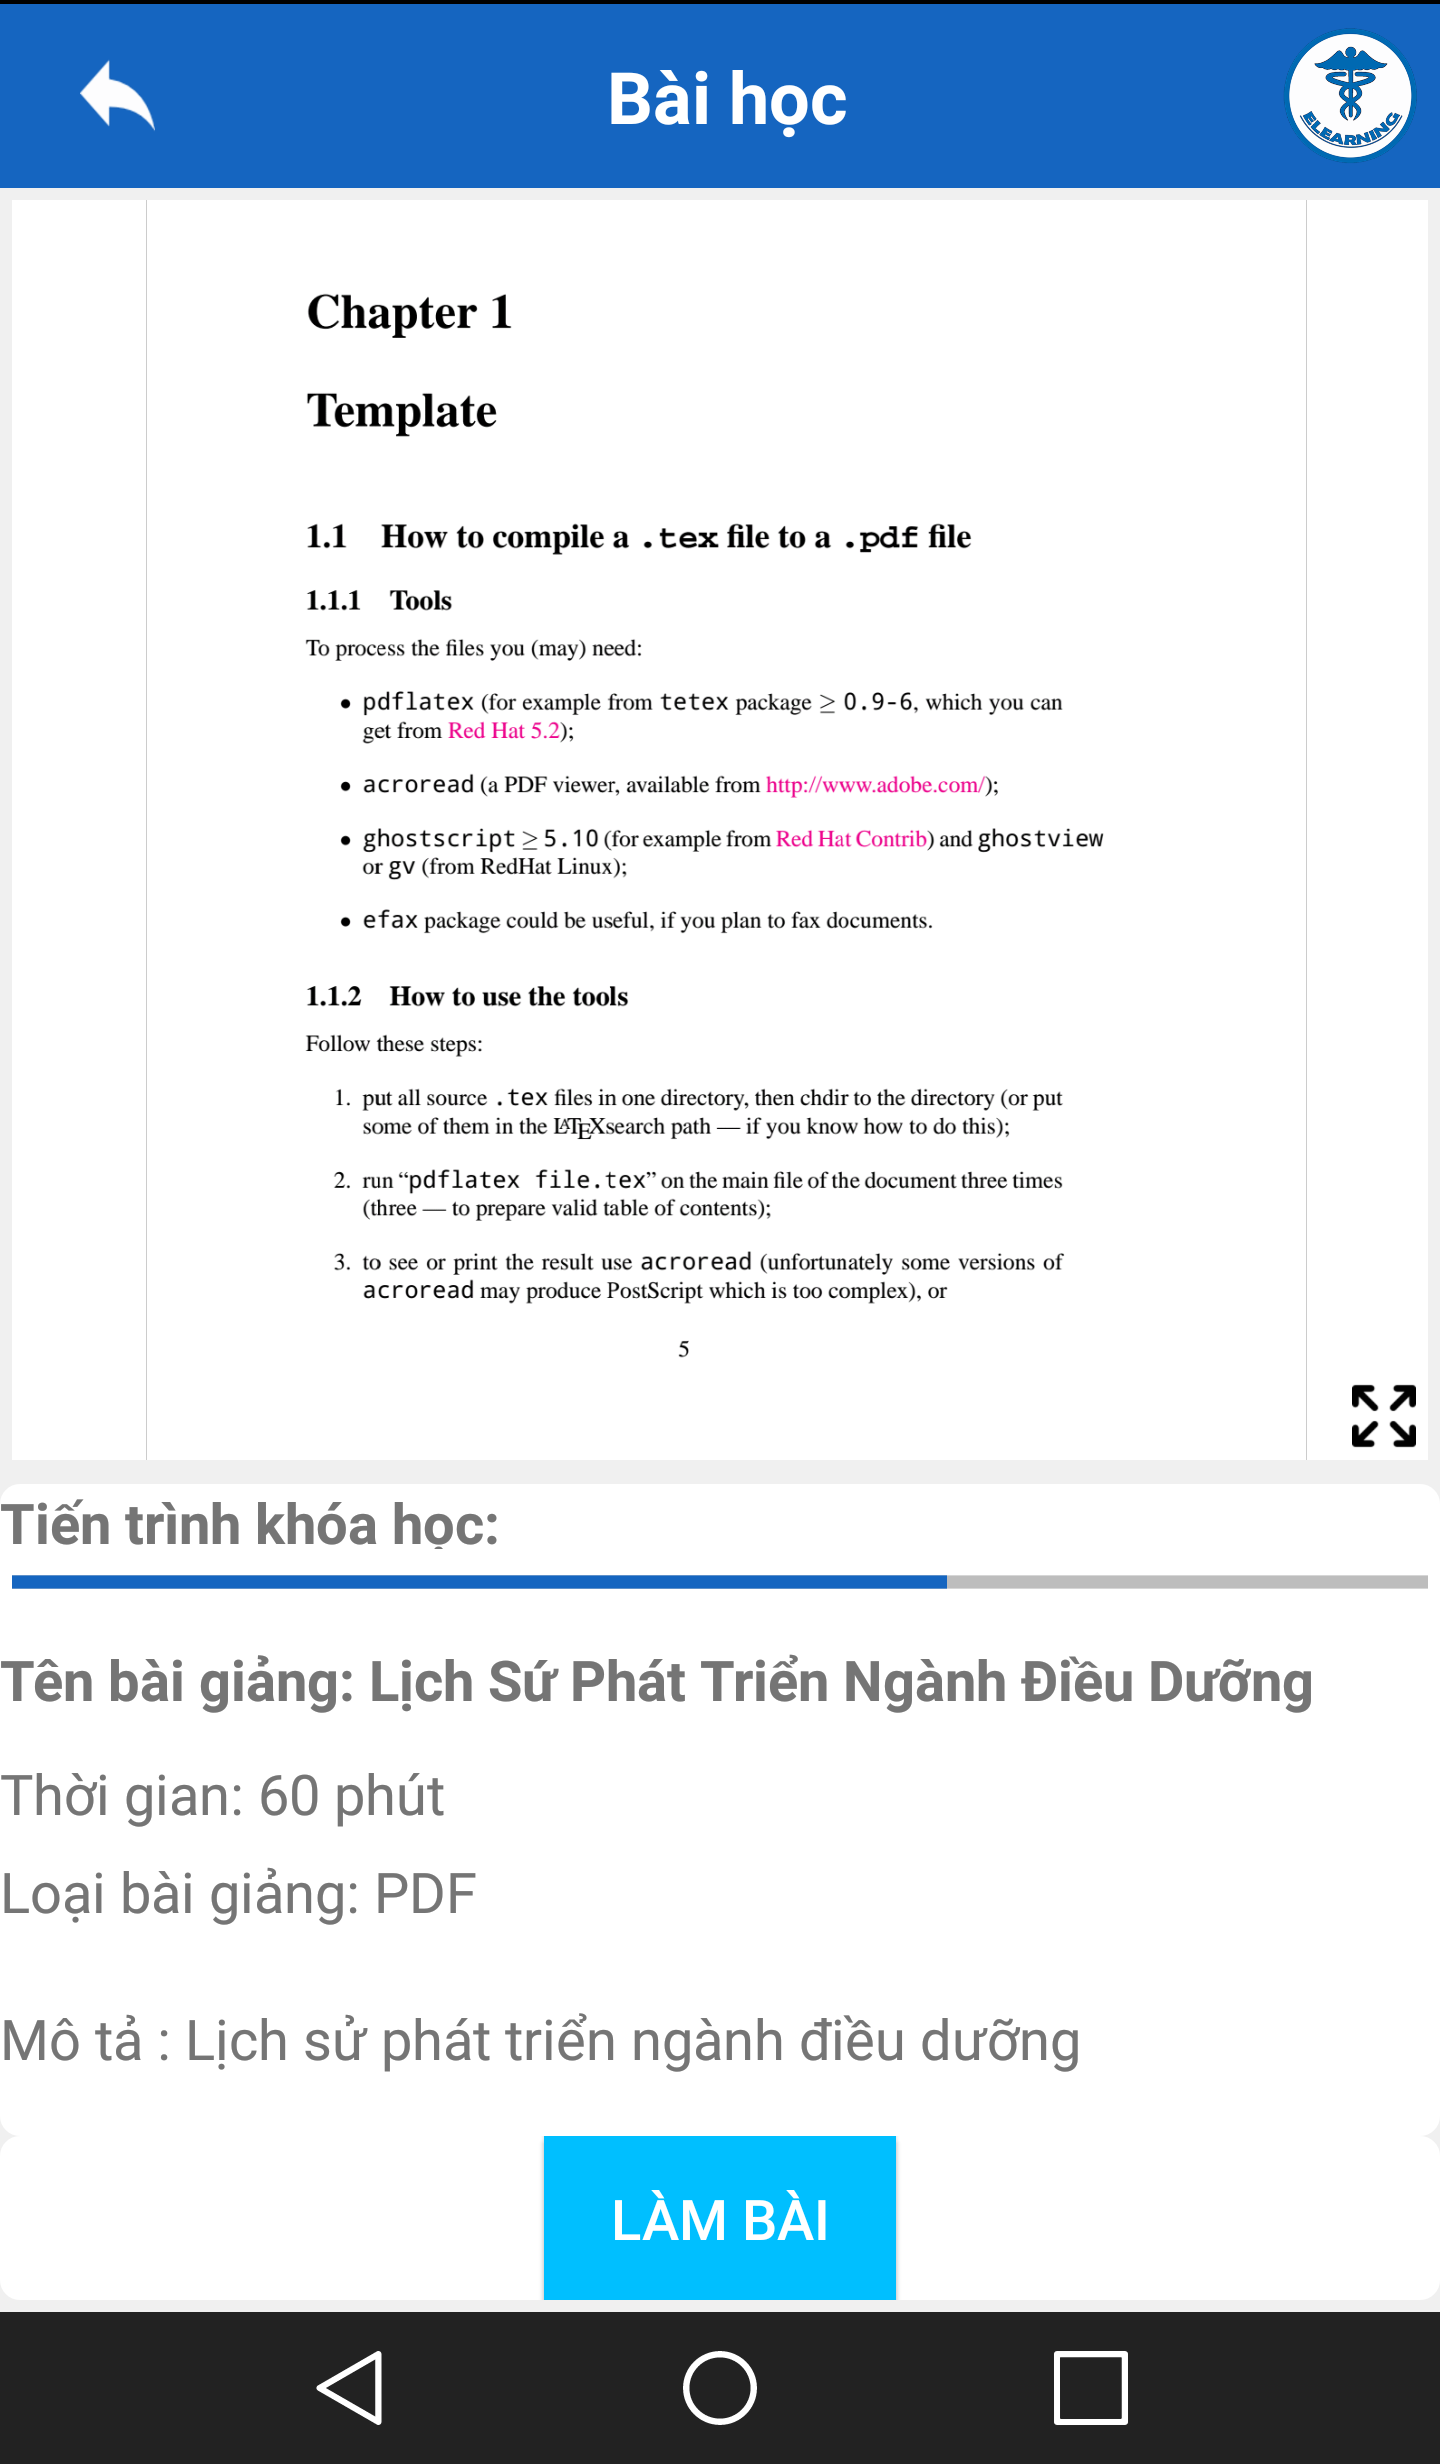 Bài học
ELEARNING
Chapter 1
Template
1.1 How to compile a .tex file to a .pdf file
1.1.1 Tools
To process the files you (may) need:
• pdflatex (for example from tetex package ≥ 0.9-6, which you can
get from Red Hat 5.2);
• acroread (a PDF viewer, available from http://www.adobe.com/);
• ghostscript ≥ 5.10 (for example from Red Hat Contrib) and ghostview
or gv (from RedHat Linux);
• efax package could be useful, if you plan to fax documents.
1.1.2 How to use the tools
Follow these steps:
1. put all source .tex files in one directory, then chdir to the directory (or put
some of them in the LATEXsearch path — if you know how to do this);
2. run “pdflatex file.tex” on the main file of the document three times
(three — to prepare valid table of contents);
3. to see or print the result use acroread (unfortunately some versions of
acroread may produce PostScript which is too complex), or
5
Tiến trình khóa học:
Tên bài giảng: Lịch Sứ Phát Triển Ngành Điều Dưỡng
Thời gian: 60 phút
Loại bài giảng: PDF
Mô tả : Lịch sử phát triển ngành điều dưỡng
LÀM BÀI